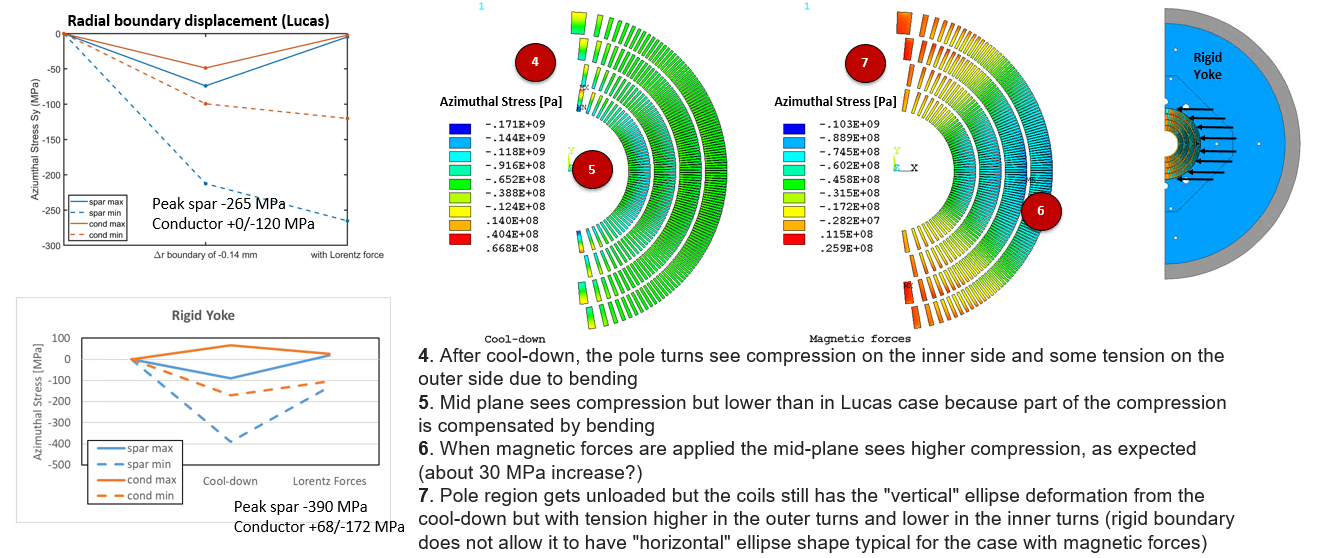 Radial boundary displacement (Lucas)
0
-50
-100
-150
-200
-250
-300
Aziumthal Stress Sy (MPa)
spar max
spar min
cond max
cond min
Peak spar -265 MPa
Conductor +0/-120 MPa
Δr boundary of -0.14 mm
with Lorentz force
Rigid Yoke
100
0
-100
-200
-300
-400
-500
Azimuthal Stress [MPa]
spar max
spar min
cond max
cond min
Cool-down
Lorentz Forces
Peak spar -390 MPa
Conductor +68/-172 MPa
1
4
Azimuthal Stress [Pa]
-.171E+09
-.144E+09
-.118E+09
-.916E+08
-.652E+08
-.388E+08
-.124E+08
.140E+08
.404E+08
.668E+08
Y
5
Cool-down
1
7
Azimuthal Stress [Pa]
-.103E+09
-.889E+08
-.745E+08
-.602E+08
-.458E+08
-.315E+08
-.172E+08
-.282E+07
.115E+08
.259E+08
Y
X
6
Magnetic forces
Rigid
Yoke
4. After cool-down, the pole turns see compression on the inner side and some tension on the
outer side due to bending
5. Mid plane sees compression but lower than in Lucas case because part of the compression
is compensated by bending
6. When magnetic forces are applied the mid-plane sees higher compression, as expected
(about 30 MPa increase?)
7. Pole region gets unloaded but the coils still has the "vertical" ellipse deformation from the
cool-down but with tension higher in the outer turns and lower in the inner turns (rigid boundary
does not allow it to have "horizontal" ellipse shape typical for the case with magnetic forces)